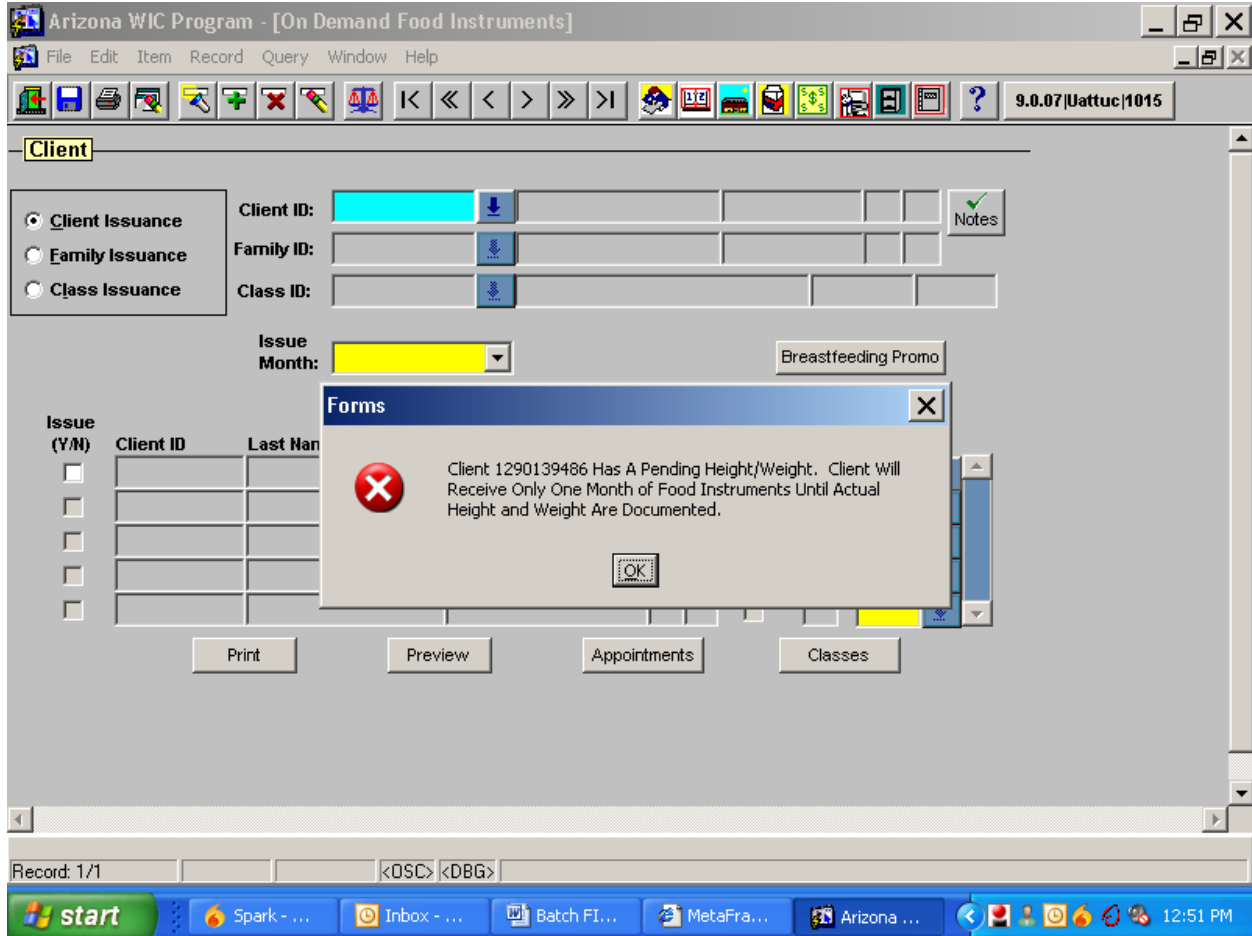 Arizona WIC Program - [On Demand Food Instruments]
File Edit Item Record Query Window Help
9.0.07|Uattuc|1015
Client
Client Issuance
Family Issuance
Class Issuance
Client ID:
Notes
Family ID:
Class ID:
Issue
Month:
Breastfeeding Promo
Forms
Client 1290139486 Has A Pending Height/Weight. Client Will
Receive Only One Month of Food Instruments Until Actual
Height and Weight Are Documented.
OK
Issue
(Y/N) Client ID Last Nan
Print Preview Appointments Classes
Record: 1/1 <OSC> <DBG>
start Spark - ... Inbox - ... Batch FI... MetaFra... Arizona ... 12:51 PM